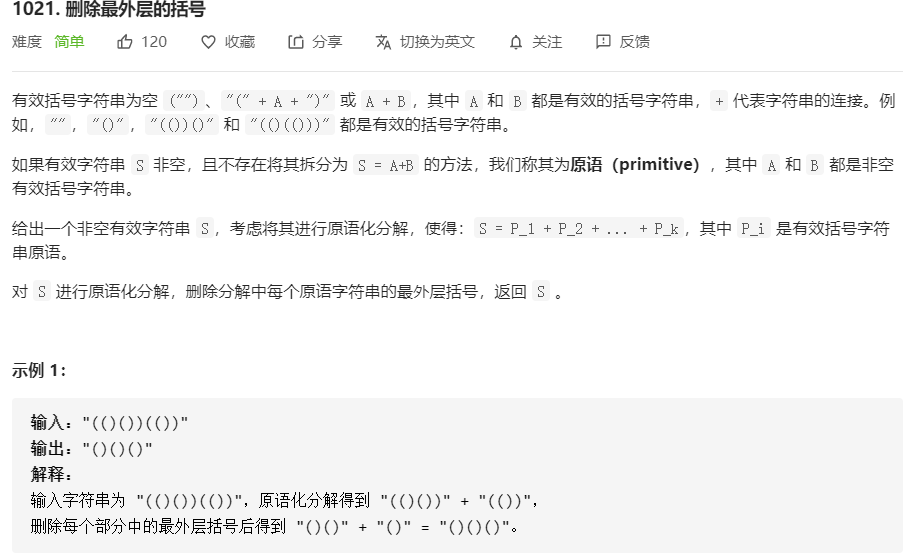 1021. 删除最外层的括号
难度 简单 120 收藏 分享 切换为英文 关注 反馈
有效括号字符串为空 ("")、"(" + A + ")" 或 A + B，其中 A 和 B 都是有效的括号字符串，+ 代表字符串的连接。例
如，""，"()"，"(())()" 和 "(()(()))" 都是有效的括号字符串。
如果有效字符串 S 非空，且不存在将其拆分为 S = A+B 的方法，我们称其为原语（primitive），其中 A 和 B 都是非空
有效括号字符串。
给出一个非空有效字符串 S，考虑将其进行原语化分解，使得：S = P_1 + P_2 + ... + P_k，其中 P_i 是有效括号字符
串原语。
对 S 进行原语化分解，删除分解中每个原语字符串的最外层括号，返回 S 。
示例 1：
输入："(()())(())"
输出："()()()"
解释：
输入字符串为 "(()())(())"，原语化分解得到 "(()())" + "(())"，
删除每个部分中的最外层括号后得到 "()()" + "()" = "()()()"。